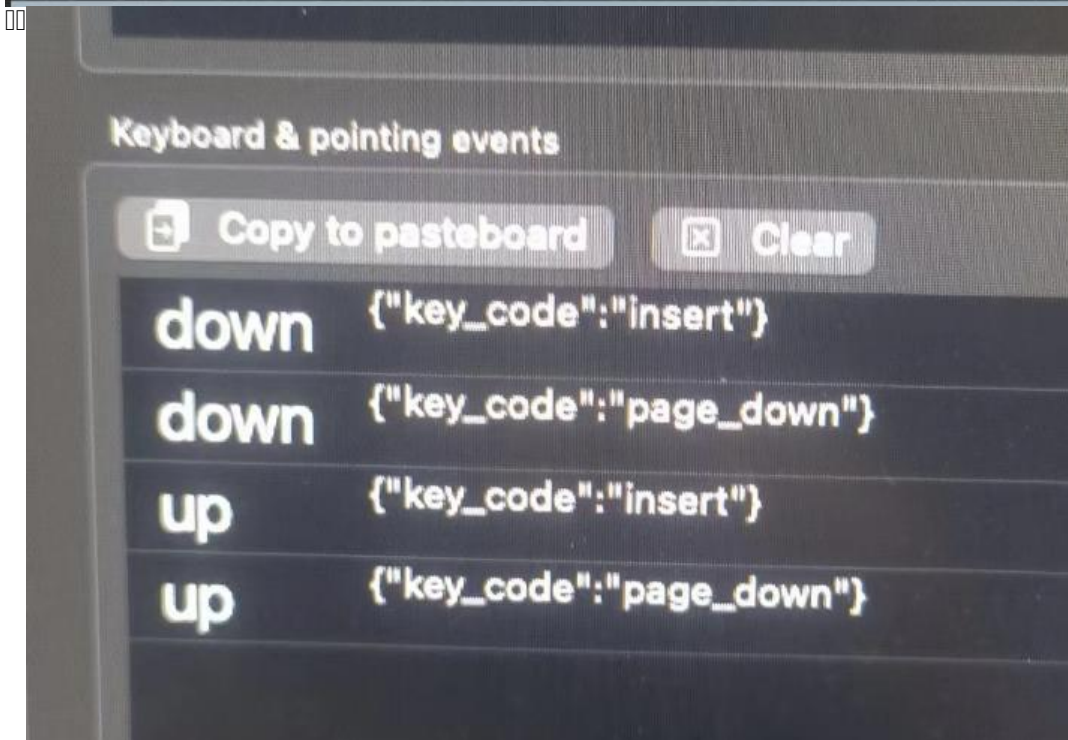 Keyboard & pointing events
Copy to pasteboard Clear
down {"key_code":"insert"}
down {"key_code":"page_down"}
up {"key_code":"insert"}
up {"key_code":"page_down"}